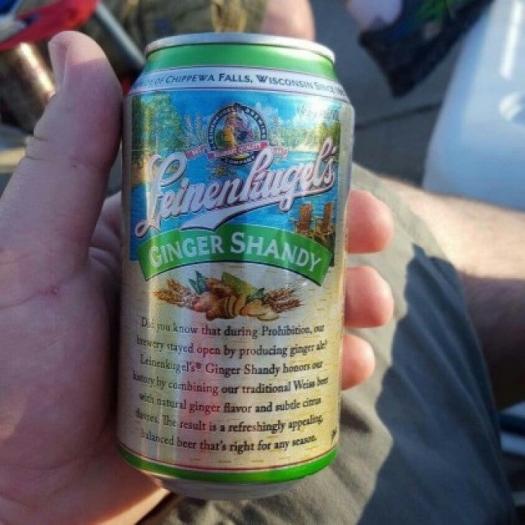 OF CHIPPEWA FALLS, WISCONSIN SINCE
Leinenkugel's
GINGER SHANDY
Did you know that during Prohibition, our
brewery stayed open by producing ginger ale?
Leinenkugel's® Ginger Shandy honors our
history by combining our traditional Weiss beer
with natural ginger flavor and subtle citrus
flavors. The result is a refreshingly appealing,
balanced beer that's right for any season.